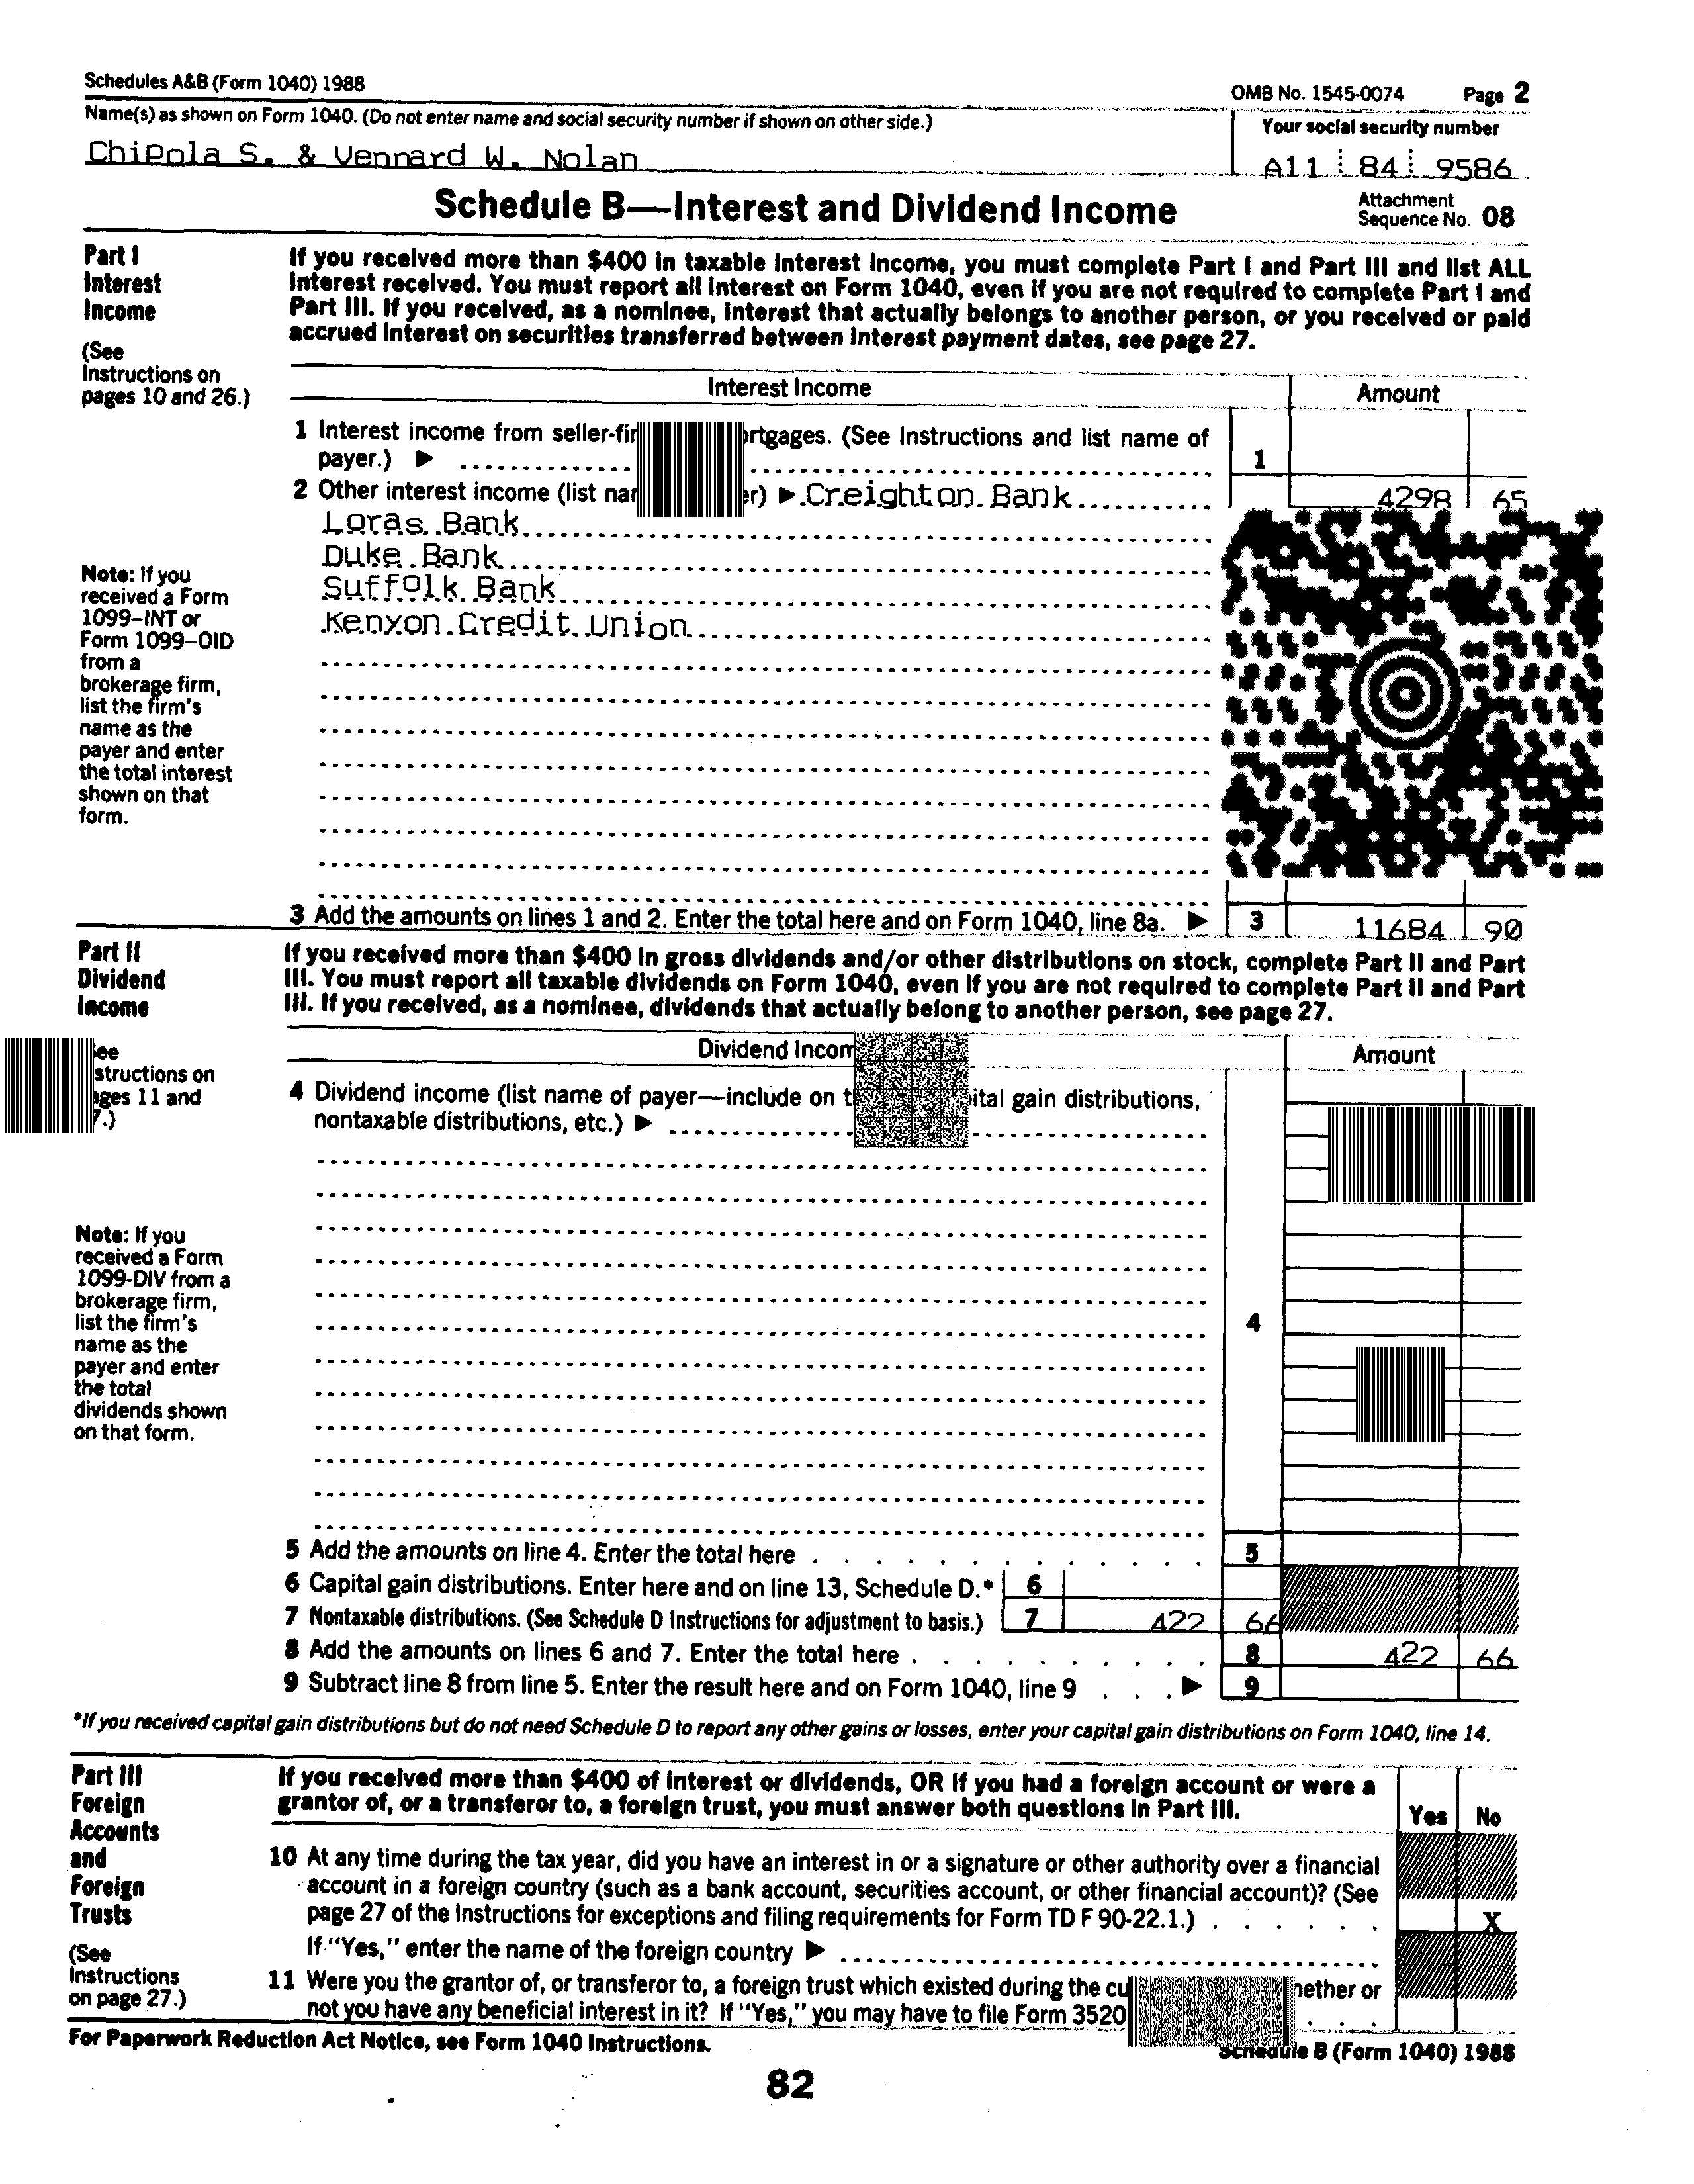 Schedules A&B (Form 1040) 1988 OMB No. 1545-0074 Page 2
Name(s) as shown on Form 1040. (Do not enter name and social security number if shown on other side.) Your social security number
Chipola S. & Vennard W. Nolan A11 84 9586
Schedule B—Interest and Dividend Income Attachment Sequence No. 08
Part I
Interest
Income
(See
Instructions on
pages 10 and 26.)
If you received more than $400 in taxable interest income, you must complete Part I and Part III and list ALL
interest received. You must report all interest on Form 1040, even if you are not required to complete Part I and
Part III. If you received, as a nominee, interest that actually belongs to another person, or you received or paid
accrued interest on securities transferred between interest payment dates, see page 27.
Interest Income Amount
1 Interest income from (See Instructions and list name of
payer.) ▶ 1
2 Other interest income (list ▶ Creighton Bank 4298 65
Loras Bank
Duke Bank
Suffolk Bank
Kenyon Credit Union
Note: If you
received a Form
1099-INT or
Form 1099-OID
from a
brokerage firm,
list the firm's
name as the
payer and enter
the total interest
shown on that
form.
3 Add the amounts on lines 1 and 2. Enter the total here and on Form 1040, line 8a. ▶ 3 11684 90
Part II
Dividend
Income
If you received more than $400 in gross dividends and/or other distributions on stock, complete Part II and Part
III. You must report all taxable dividends on Form 1040, even if you are not required to complete Part II and Part
III. If you received, as a nominee, dividends that actually belong to another person, see page 27.
on
11 and
Dividend Amount
4 Dividend income (list name of payer—include on gain distributions,
nontaxable distributions, etc.) ▶
Note: If you
received a Form
1099-DIV from a
brokerage firm,
list the firm's
name as the
payer and enter
the total
dividends shown
on that form.
4
5 Add the amounts on line 4. Enter the total here 5
6 Capital gain distributions. Enter here and on line 13, Schedule D.* 6
7 Nontaxable distributions. (See Schedule D Instructions for adjustment to basis.) 7 422 66
8 Add the amounts on lines 6 and 7. Enter the total here 8 422 66
9 Subtract line 8 from line 5. Enter the result here and on Form 1040, line 9 ▶ 9
*If you received capital gain distributions but do not need Schedule D to report any other gains or losses, enter your capital gain distributions on Form 1040, line 14.
Part III
Foreign
Accounts
and
Foreign
Trusts
(See
Instructions
on page 27.)
If you received more than $400 of interest or dividends, OR if you had a foreign account or were a
grantor of, or a transferor to, a foreign trust, you must answer both questions in Part III. Yes No
10 At any time during the tax year, did you have an interest in or a signature or other authority over a financial
account in a foreign country (such as a bank account, securities account, or other financial account)? (See
page 27 of the Instructions for exceptions and filing requirements for Form TD F 90-22.1.) X
If "Yes," enter the name of the foreign country ▶
11 Were you the grantor of, or transferor to, a foreign trust which existed during the or
not you have any beneficial interest in it? If "Yes," you may have to file Form 3520
For Paperwork Reduction Act Notice, see Form 1040 Instructions. Schedule B (Form 1040) 1988
82